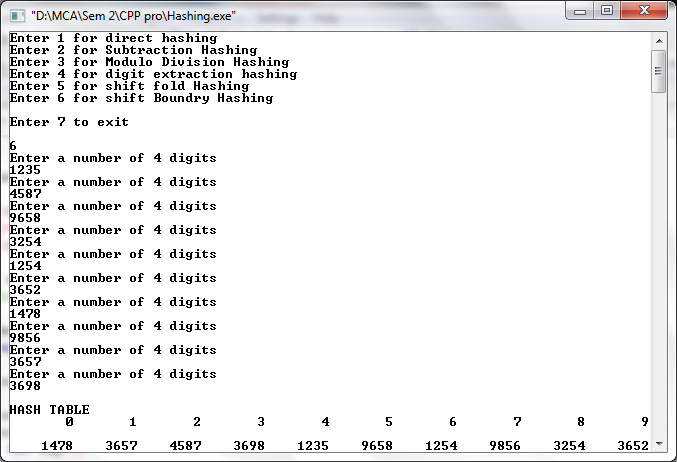 "D:\MCA\Sem 2\CPP pro\Hashing.exe"
Enter 1 for direct hashing
Enter 2 for Subtraction Hashing
Enter 3 for Modulo Division Hashing
Enter 4 for digit extraction hashing
Enter 5 for shift fold Hashing
Enter 6 for shift Boundry Hashing
Enter 7 to exit
6
Enter a number of 4 digits
1235
Enter a number of 4 digits
4587
Enter a number of 4 digits
9658
Enter a number of 4 digits
3254
Enter a number of 4 digits
1254
Enter a number of 4 digits
3652
Enter a number of 4 digits
1478
Enter a number of 4 digits
9856
Enter a number of 4 digits
3657
Enter a number of 4 digits
3698
HASH TABLE
0 1 2 3 4 5 6 7 8 9
1478 3657 4587 3698 1235 9658 1254 9856 3254 3652